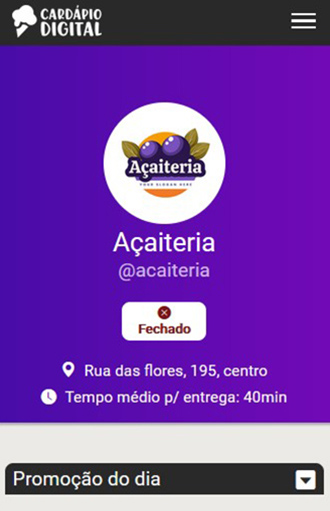 CARDÁPIO
DIGITAL
Açaiteria
YOUR SLOGAN HERE
Açaiteria
@acaiteria
Fechado
Rua das flores, 195, centro
Tempo médio p/ entrega: 40min
Promoção do dia